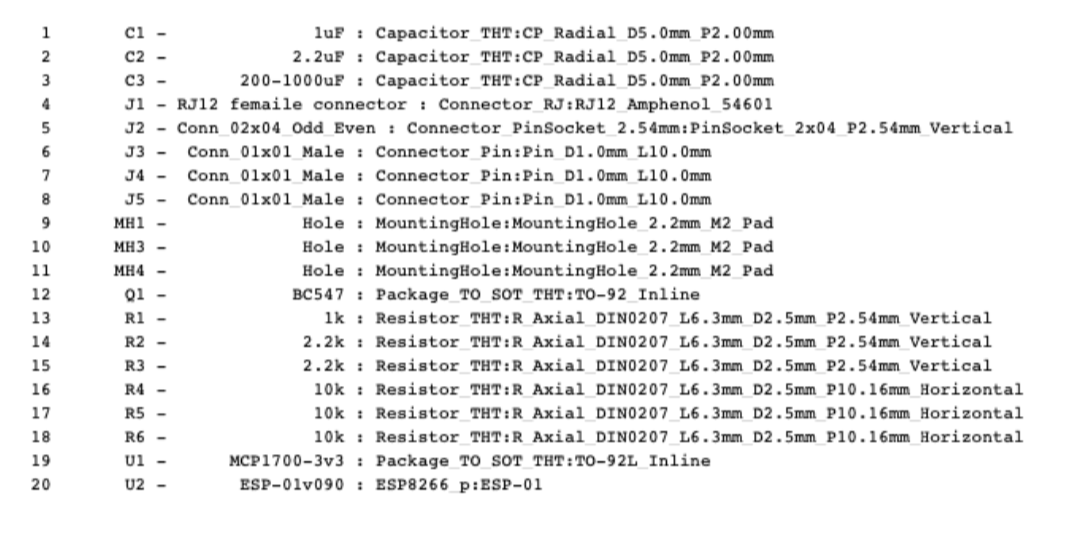 1 C1 - 1uF : Capacitor_THT:CP_Radial_D5.0mm_P2.00mm
2 C2 - 2.2uF : Capacitor_THT:CP_Radial_D5.0mm_P2.00mm
3 C3 - 200-1000uF : Capacitor_THT:CP_Radial_D5.0mm_P2.00mm
4 J1 - RJ12 femaile connector : Connector_RJ:RJ12_Amphenol_54601
5 J2 - Conn_02x04_Odd_Even : Connector_PinSocket_2.54mm:PinSocket_2x04_P2.54mm_Vertical
6 J3 - Conn_01x01_Male : Connector_Pin:Pin_D1.0mm_L10.0mm
7 J4 - Conn_01x01_Male : Connector_Pin:Pin_D1.0mm_L10.0mm
8 J5 - Conn_01x01_Male : Connector_Pin:Pin_D1.0mm_L10.0mm
9 MH1 - Hole : MountingHole:MountingHole_2.2mm_M2_Pad
10 MH3 - Hole : MountingHole:MountingHole_2.2mm_M2_Pad
11 MH4 - Hole : MountingHole:MountingHole_2.2mm_M2_Pad
12 Q1 - BC547 : Package_TO_SOT_THT:TO-92_Inline
13 R1 - 1k : Resistor_THT:R_Axial_DIN0207_L6.3mm_D2.5mm_P2.54mm_Vertical
14 R2 - 2.2k : Resistor_THT:R_Axial_DIN0207_L6.3mm_D2.5mm_P2.54mm_Vertical
15 R3 - 2.2k : Resistor_THT:R_Axial_DIN0207_L6.3mm_D2.5mm_P2.54mm_Vertical
16 R4 - 10k : Resistor_THT:R_Axial_DIN0207_L6.3mm_D2.5mm_P10.16mm_Horizontal
17 R5 - 10k : Resistor_THT:R_Axial_DIN0207_L6.3mm_D2.5mm_P10.16mm_Horizontal
18 R6 - 10k : Resistor_THT:R_Axial_DIN0207_L6.3mm_D2.5mm_P10.16mm_Horizontal
19 U1 - MCP1700-3v3 : Package_TO_SOT_THT:TO-92L_Inline
20 U2 - ESP-01v090 : ESP8266_p:ESP-01